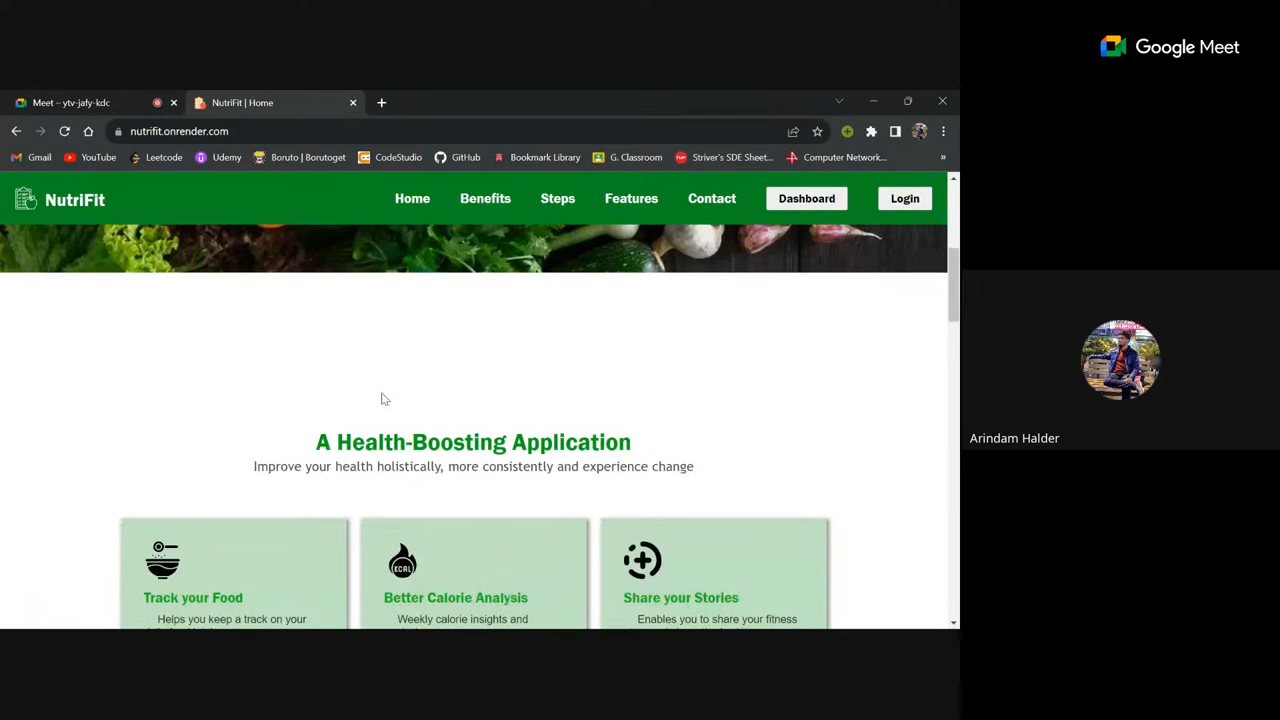 Google Meet
Meet – ytv-jafy-kdc
NutriFit | Home
nutrifit.onrender.com
Gmail
YouTube
Leetcode
Udemy
Boruto | Borutoget
CodeStudio
GitHub
Bookmark Library
G. Classroom
Striver's SDE Sheet...
Computer Network...
»
NutriFit
Home
Benefits
Steps
Features
Contact
Dashboard
Login
A Health-Boosting Application
Improve your health holistically, more consistently and experience change
KCAL
Track your Food
Better Calorie Analysis
Share your Stories
Helps you keep a track on your
Weekly calorie insights and
Enables you to share your fitness
Arindam Halder